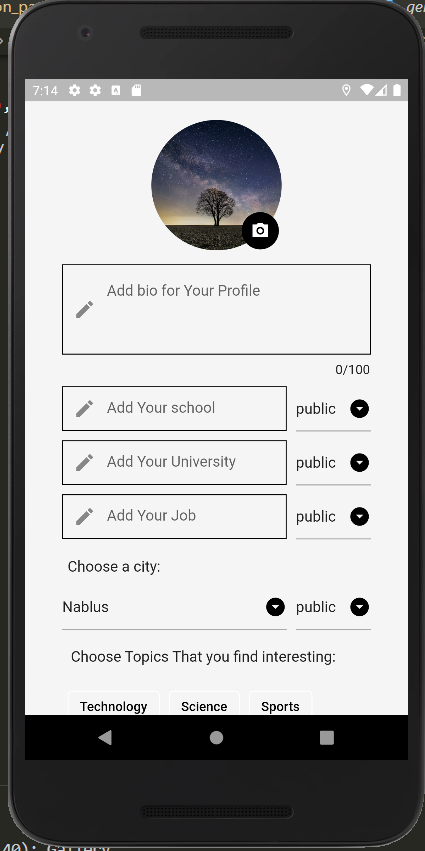 7:14
Add bio for Your Profile
0/100
Add Your school
public
Add Your University
public
Add Your Job
public
Choose a city:
Nablus
public
Choose Topics That you find interesting:
Technology
Science
Sports